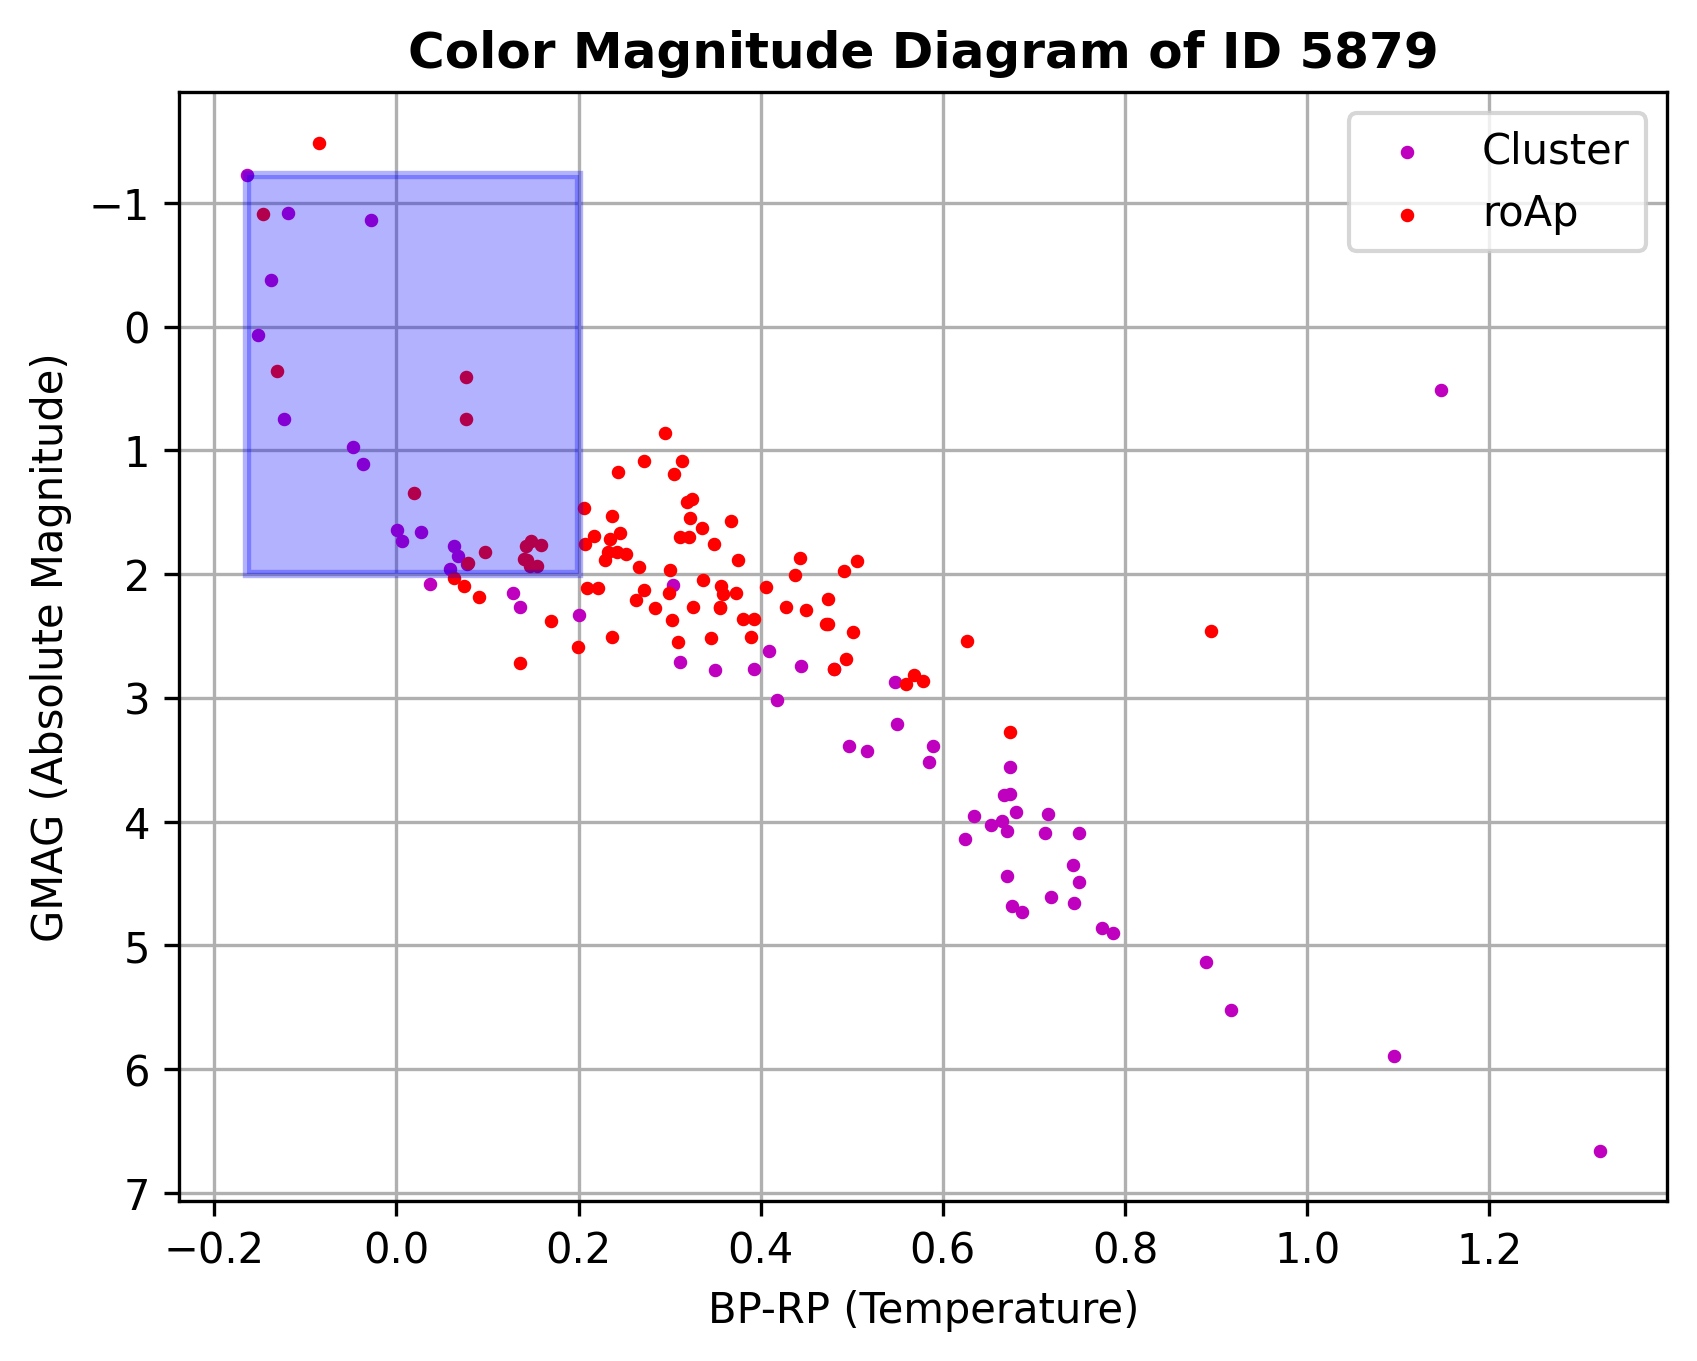 Color Magnitude Diagram of ID 5879
Cluster
roAp
GMAG (Absolute Magnitude)
−1
0
1
2
3
4
5
6
7
−0.2 0.0 0.2 0.4 0.6 0.8 1.0 1.2
BP-RP (Temperature)